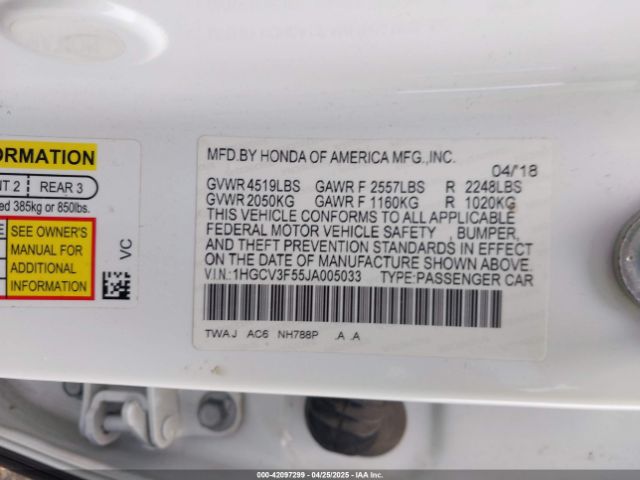 ORMATION
NT 2 REAR 3
ed 385kg or 850lbs.
SEE OWNER'S
MANUAL FOR
ADDITIONAL
INFORMATION
VC
MFD.BY HONDA OF AMERICA MFG.,INC.
04/'18
GVWR 4519LBS GAWR F 2557LBS R 2248LBS
GVWR 2050KG GAWR F 1160KG R 1020KG
THIS VEHICLE CONFORMS TO ALL APPLICABLE
FEDERAL MOTOR VEHICLE SAFETY , BUMPER,
AND THEFT PREVENTION STANDARDS IN EFFECT
ON THE DATE OF MANUFACTURE SHOWN ABOVE.
V.I.N.:1HGCV3F55JA005033 TYPE:PASSENGER CAR
TWAJ AC6 NH788P .A .A
000-42097299 - 04/25/2025 - IAA Inc.